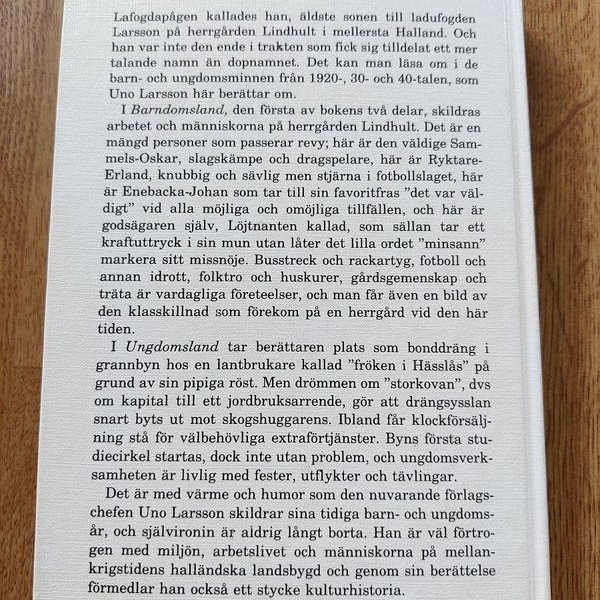 Lafogdapågen kallades han, äldste sonen till ladufogden
Larsson på herrgården Lindhult i mellersta Halland. Och
han var inte den ende i trakten som fick sig tilldelat ett mer
talande namn än dopnamnet. Det kan man läsa om i de
barn- och ungdomsminnen från 1920-, 30- och 40-talen, som
Uno Larsson här berättar om.
I Barndomsland, den första av bokens två delar, skildras
arbetet och människorna på herrgården Lindhult. Det är en
mängd personer som passerar revy; här är den väldige Sam-
mels-Oskar, slagskämpe och dragspelare, här är Ryktare-
Erland, knubbig och sävlig men stjärna i fotbollslaget, här
är Enebacka-Johan som tar till sin favoritfras ”det var väl-
digt” vid alla möjliga och omöjliga tillfällen, och här är
godsägaren själv, Löjtnanten kallad, som sällan tar ett
kraftuttryck i sin mun utan låter det lilla ordet ”minsann”
markera sitt missnöje. Busstreck och rackartyg, fotboll och
annan idrott, folktro och huskurer, gårdsgemenskap och
träta är vardagliga företeelser, och man får även en bild av
den klasskillnad som förekom på en herrgård vid den här
tiden.
I Ungdomsland tar berättaren plats som bonddräng i
grannbyn hos en lantbrukare kallad ”fröken i Hässlås” på
grund av sin pipiga röst. Men drömmen om ”storkovan”, dvs
om kapital till ett jordbruksarrende, gör att drängsysslan
snart byts ut mot skogshuggarens. Ibland får klockförsälj-
ning stå för välbehövliga extraförtjänster. Byns första stu-
diecirkel startas, dock inte utan problem, och ungdomsverk-
samheten är livlig med fester, utflykter och tävlingar.
Det är med värme och humor som den nuvarande förlags-
chefen Uno Larsson skildrar sina tidiga barn- och ungdoms-
år, och självironin är aldrig långt borta. Han är väl förtro-
gen med miljön, arbetslivet och människorna på mellan-
krigstidens halländska landsbygd och genom sin berättelse
förmedlar han också ett stycke kulturhistoria.